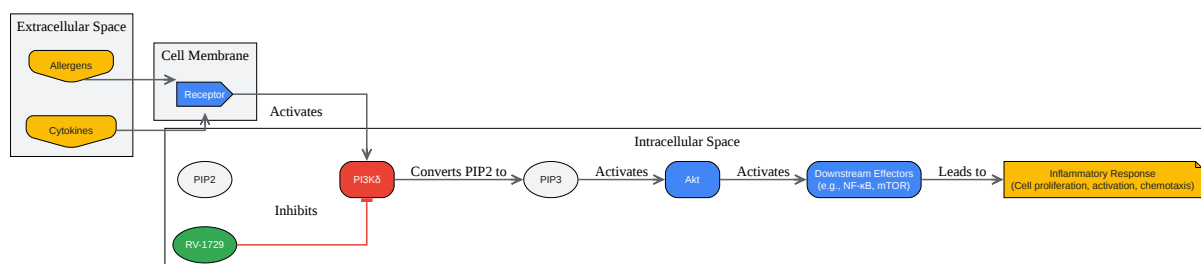 Extracellular Space
Allergens
Cytokines
Cell Membrane
Receptor
Activates
Intracellular Space
PIP2
PI3Kδ
Converts PIP2 to
PIP3
Activates
Akt
Activates
Downstream Effectors
(e.g., NF-κB, mTOR)
Leads to
Inflammatory Response
(Cell proliferation, activation, chemotaxis)
Inhibits
RV-1729